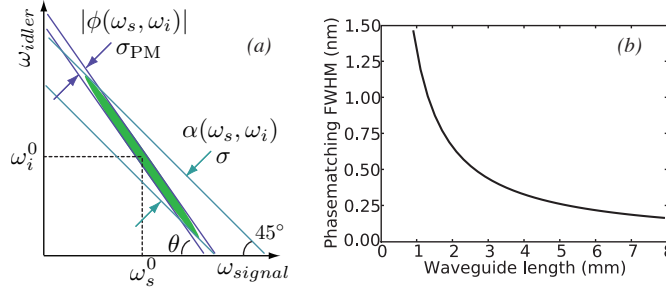 |ϕ(ωs, ωi)|
σPM
(a)
ωidler
α(ωs, ωi)
σ
ωi0
θ
45°
ωs0
ωsignal
(b)
Phasematching FWHM (nm)
1.50
1.25
1.00
0.75
0.50
0.25
0.00
0 1 2 3 4 5 6 7 8
Waveguide length (mm)